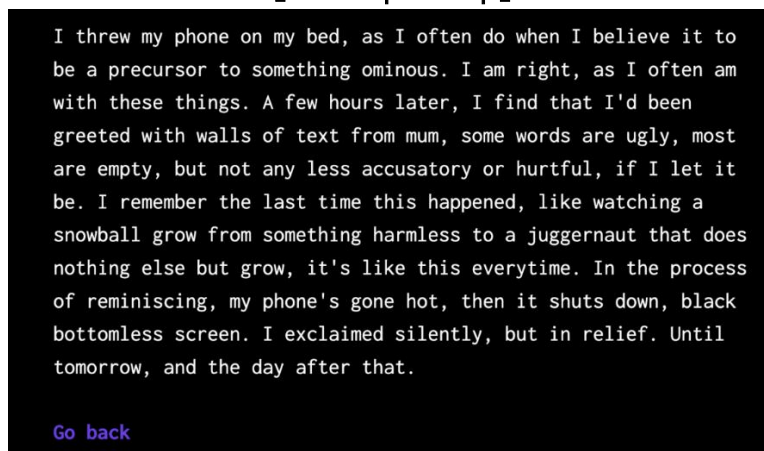 I threw my phone on my bed, as I often do when I believe it to
be a precursor to something ominous. I am right, as I often am
with these things. A few hours later, I find that I'd been
greeted with walls of text from mum, some words are ugly, most
are empty, but not any less accusatory or hurtful, if I let it
be. I remember the last time this happened, like watching a
snowball grow from something harmless to a juggernaut that does
nothing else but grow, it's like this everytime. In the process
of reminiscing, my phone's gone hot, then it shuts down, black
bottomless screen. I exclaimed silently, but in relief. Until
tomorrow, and the day after that.
Go back